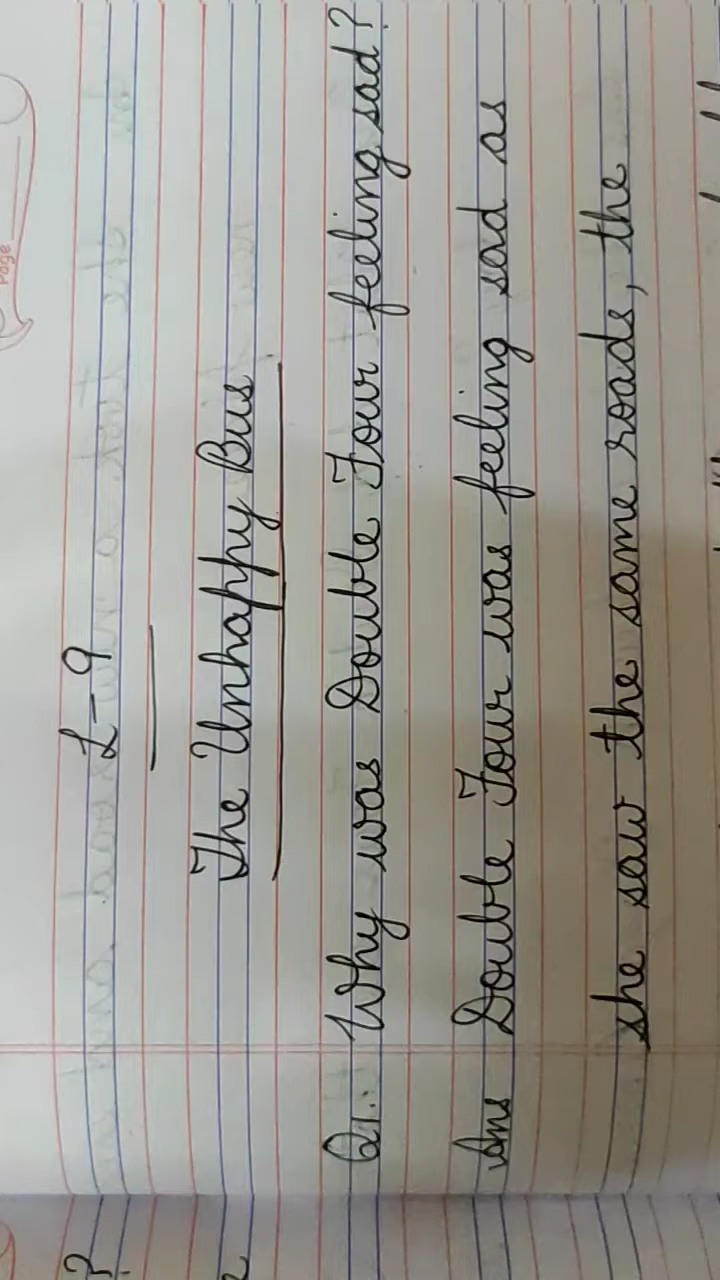 Page
L-9
The Unhappy Bus
Q1. Why was Double Four feeling sad?
Ans Double Four was feeling sad as
she saw the same roads, the